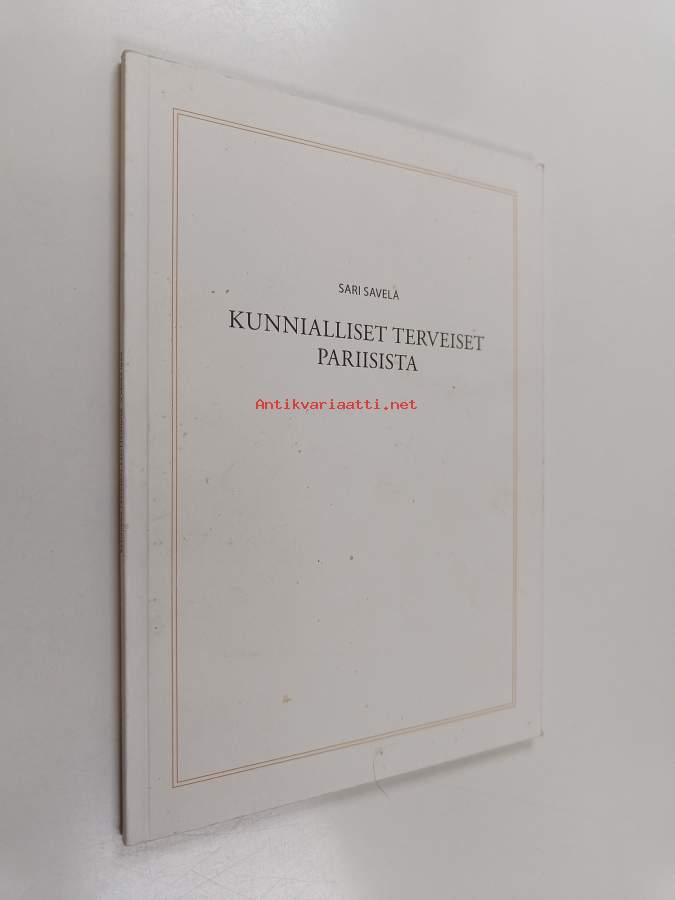 SARI SAVELA
KUNNIALLISET TERVEISET
PARIISISTA
Antikvariaatti.net